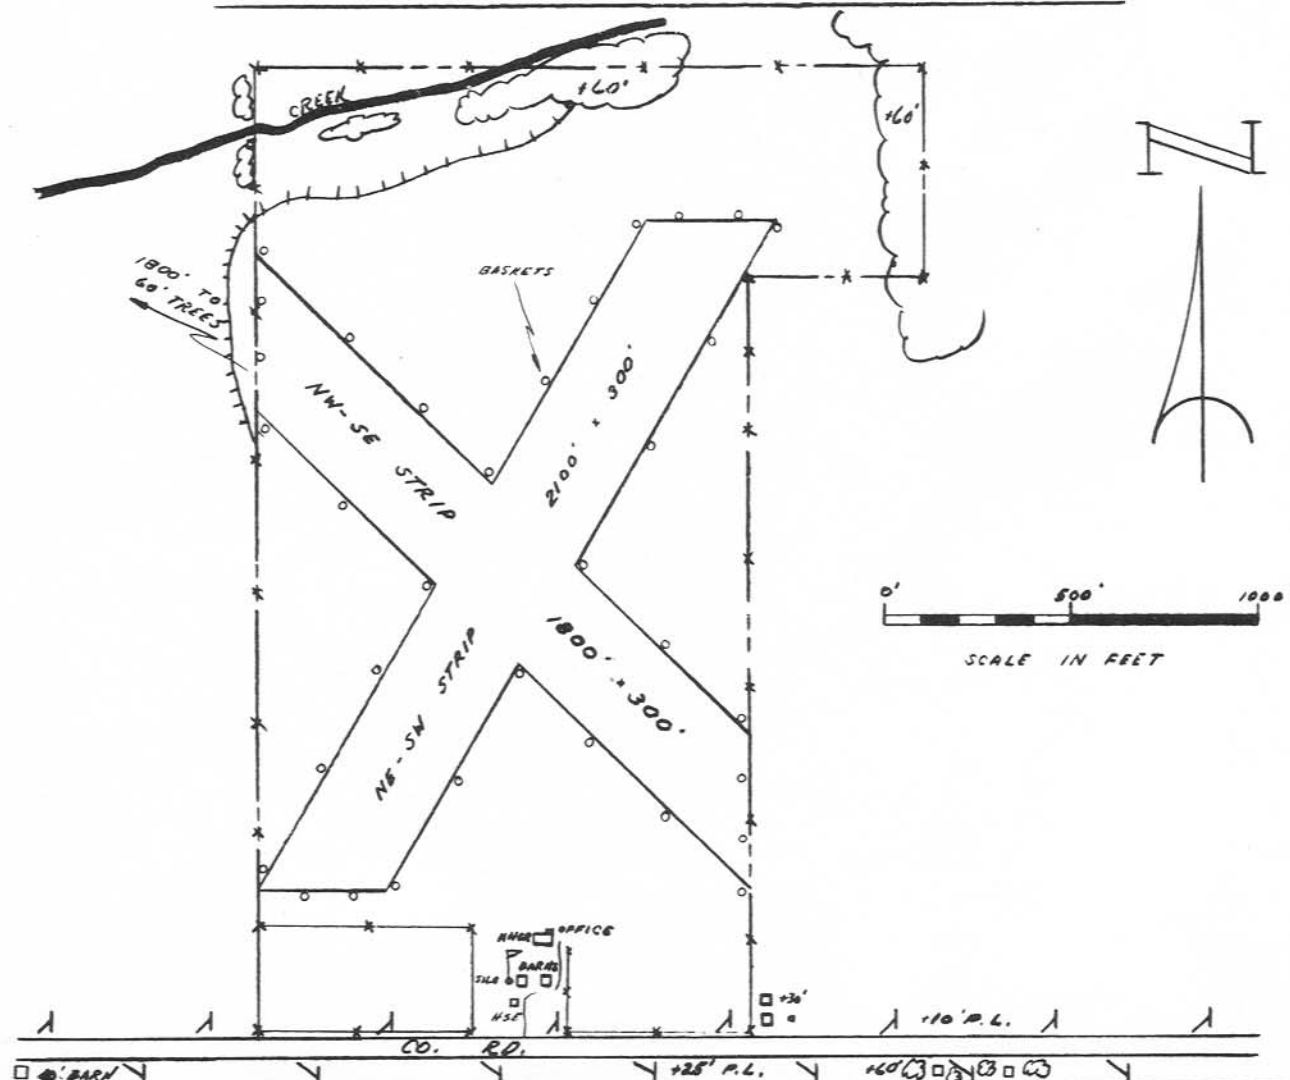 CREEK
+60'
+60'
N
1800' TO
60' TREES
BASKETS
NW-SE STRIP
2100' x 300'
0' 500' 1000
SCALE IN FEET
NE-SW STRIP
1800' x 300'
HNGR OFFICE
BARNS
SILO
HSE
+30'
+10' P.L.
CO. RD.
40' BARN
+25' P.L.
+60'